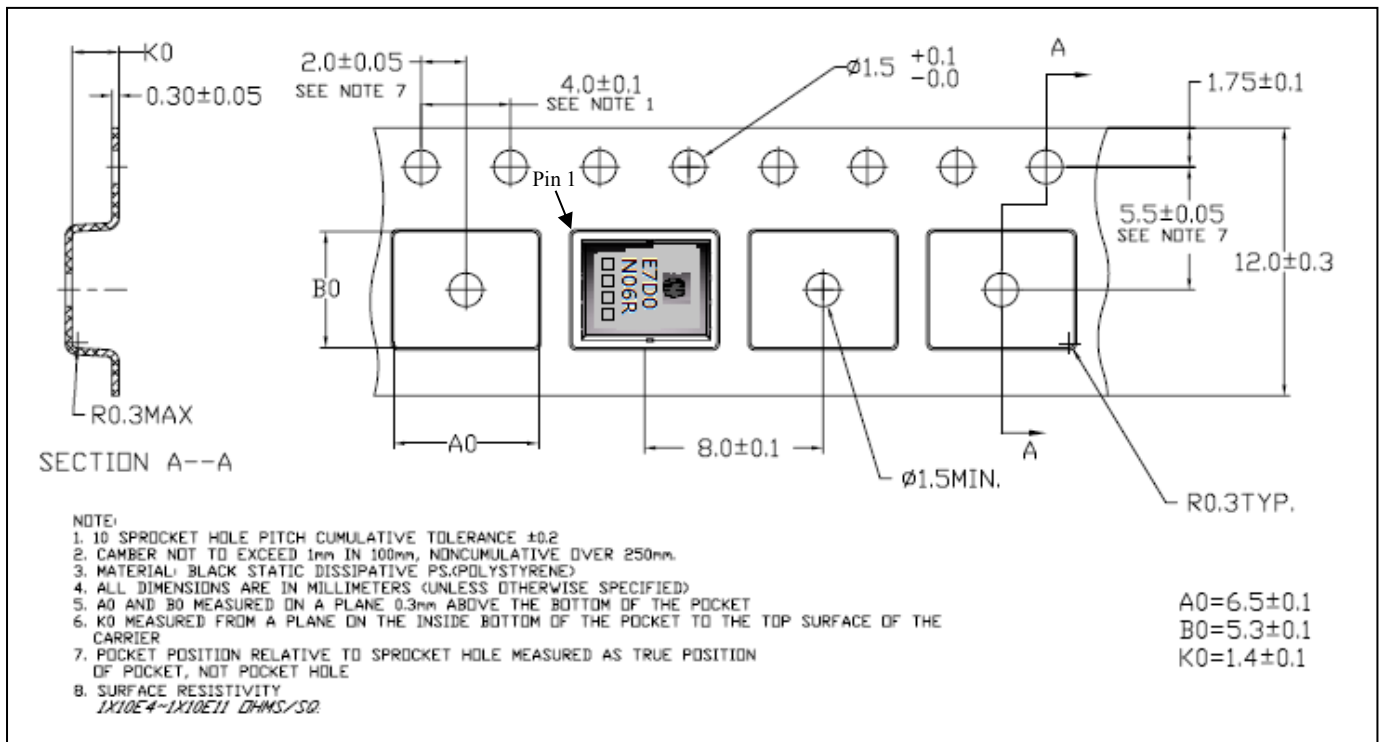 K0
0.30±0.05
R0.3MAX
SECTION A--A
2.0±0.05
SEE NOTE 7
4.0±0.1
SEE NOTE 1
Ø1.5 +0.1 -0.0
A
1.75±0.1
Pin 1
5.5±0.05
SEE NOTE 7
12.0±0.3
B0
E7D0
N06R
□□□□
A0
8.0±0.1
A
Ø1.5MIN.
R0.3TYP.
NOTE:
1. 10 SPROCKET HOLE PITCH CUMULATIVE TOLERANCE ±0.2
2. CAMBER NOT TO EXCEED 1mm IN 100mm, NONCUMULATIVE OVER 250mm.
3. MATERIAL: BLACK STATIC DISSIPATIVE PS.(POLYSTYRENE)
4. ALL DIMENSIONS ARE IN MILLIMETERS (UNLESS OTHERWISE SPECIFIED)
5. A0 AND B0 MEASURED ON A PLANE 0.3mm ABOVE THE BOTTOM OF THE POCKET
6. K0 MEASURED FROM A PLANE ON THE INSIDE BOTTOM OF THE POCKET TO THE TOP SURFACE OF THE
CARRIER
7. POCKET POSITION RELATIVE TO SPROCKET HOLE MEASURED AS TRUE POSITION
OF POCKET, NOT POCKET HOLE
8. SURFACE RESISTIVITY
1X10E4~1X10E11 OHMS/SQ.
A0=6.5±0.1
B0=5.3±0.1
K0=1.4±0.1